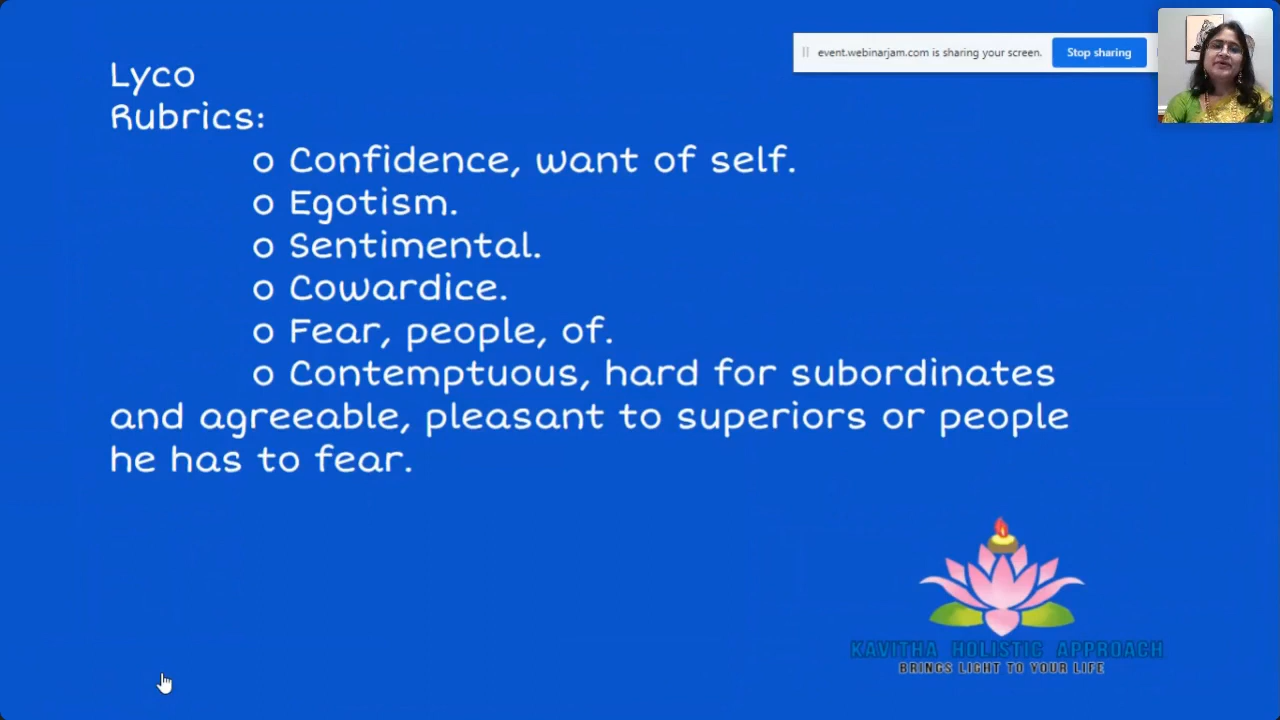 Lyco
Rubrics:
o Confidence, want of self.
o Egotism.
o Sentimental.
o Cowardice.
o Fear, people, of.
o Contemptuous, hard for subordinates
and agreeable, pleasant to superiors or people
he has to fear.
event.webinarjam.com is sharing your screen. Stop sharing
KAVITHA HOLISTIC APPROACH
BRINGS LIGHT TO YOUR LIFE